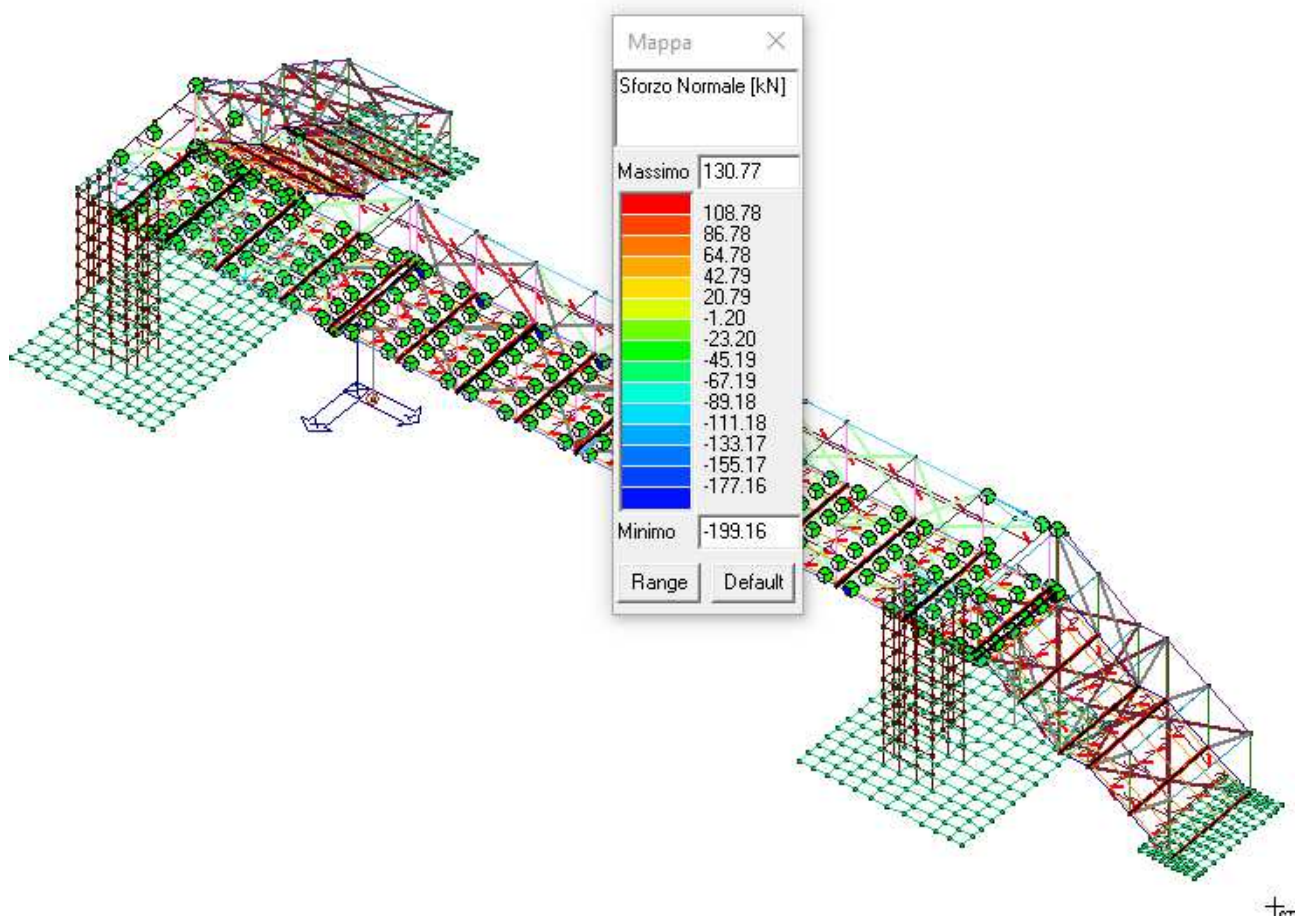 Mappa
Sforzo Normale [kN]
Massimo 130.77
108.78
86.78
64.78
42.79
20.79
-1.20
-23.20
-45.19
-67.19
-89.18
-111.18
-133.17
-155.17
-177.16
Minimo -199.16
Range Default